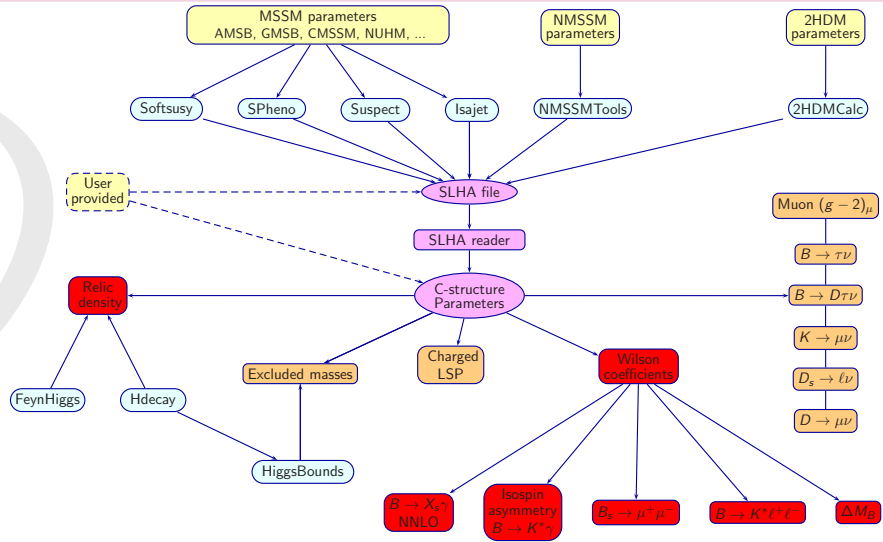 MSSM parameters
AMSB, GMSB, CMSSM, NUHM, ...
NMSSM
parameters
2HDM
parameters
Softsusy
SPheno
Suspect
Isajet
NMSSMTools
2HDMCalc
User
provided
SLHA file
Muon (g − 2)μ
SLHA reader
B → τν
Relic
density
C-structure
Parameters
B → Dτν
K → μν
Charged
LSP
Wilson
coefficients
Excluded masses
Ds → ℓν
FeynHiggs
Hdecay
D → μν
HiggsBounds
B → Xsγ
NNLO
Isospin
asymmetry
B → K*γ
Bs → μ+μ−
B → K*ℓ+ℓ−
ΔMB